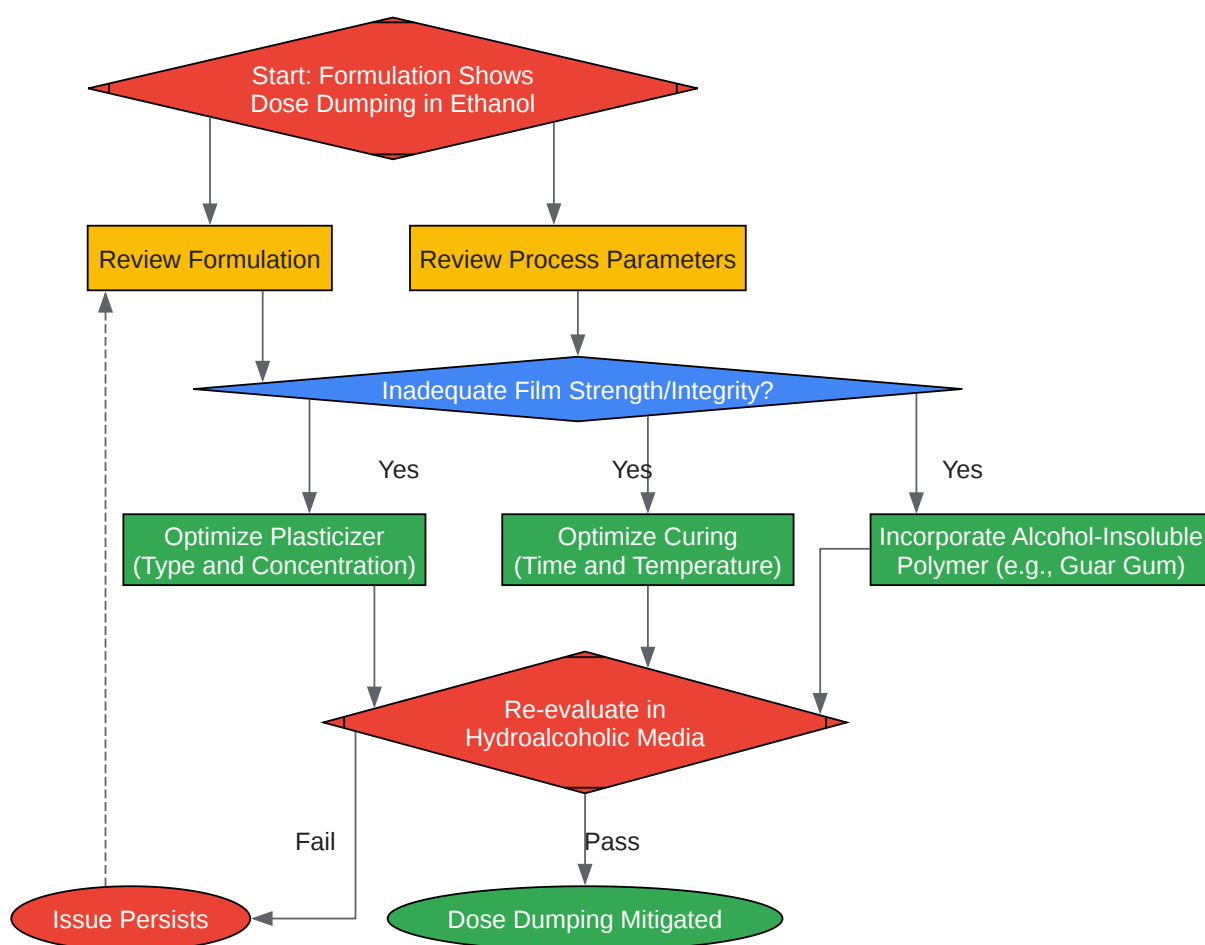 Start: Formulation Shows
Dose Dumping in Ethanol
Review Formulation
Review Process Parameters
Inadequate Film Strength/Integrity?
Yes
Yes
Yes
Optimize Plasticizer
(Type and Concentration)
Optimize Curing
(Time and Temperature)
Incorporate Alcohol-Insoluble
Polymer (e.g., Guar Gum)
Re-evaluate in
Hydroalcoholic Media
Fail
Pass
Issue Persists
Dose Dumping Mitigated